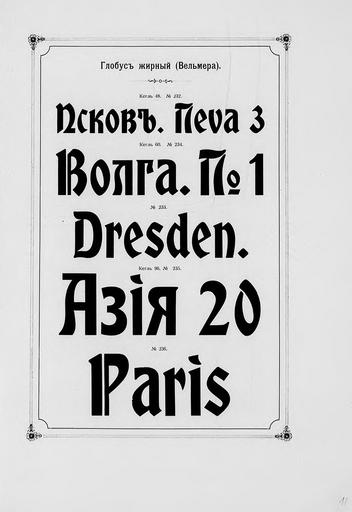 Глобусъ жирный (Вельмера).
Кегль 48. № 232.
Псковъ. Пeva 3
Кегль 60. № 234.
Волга. № 1
№ 233.
Dresden.
Кегль 96. № 235.
Азія 20
№ 236.
Paris